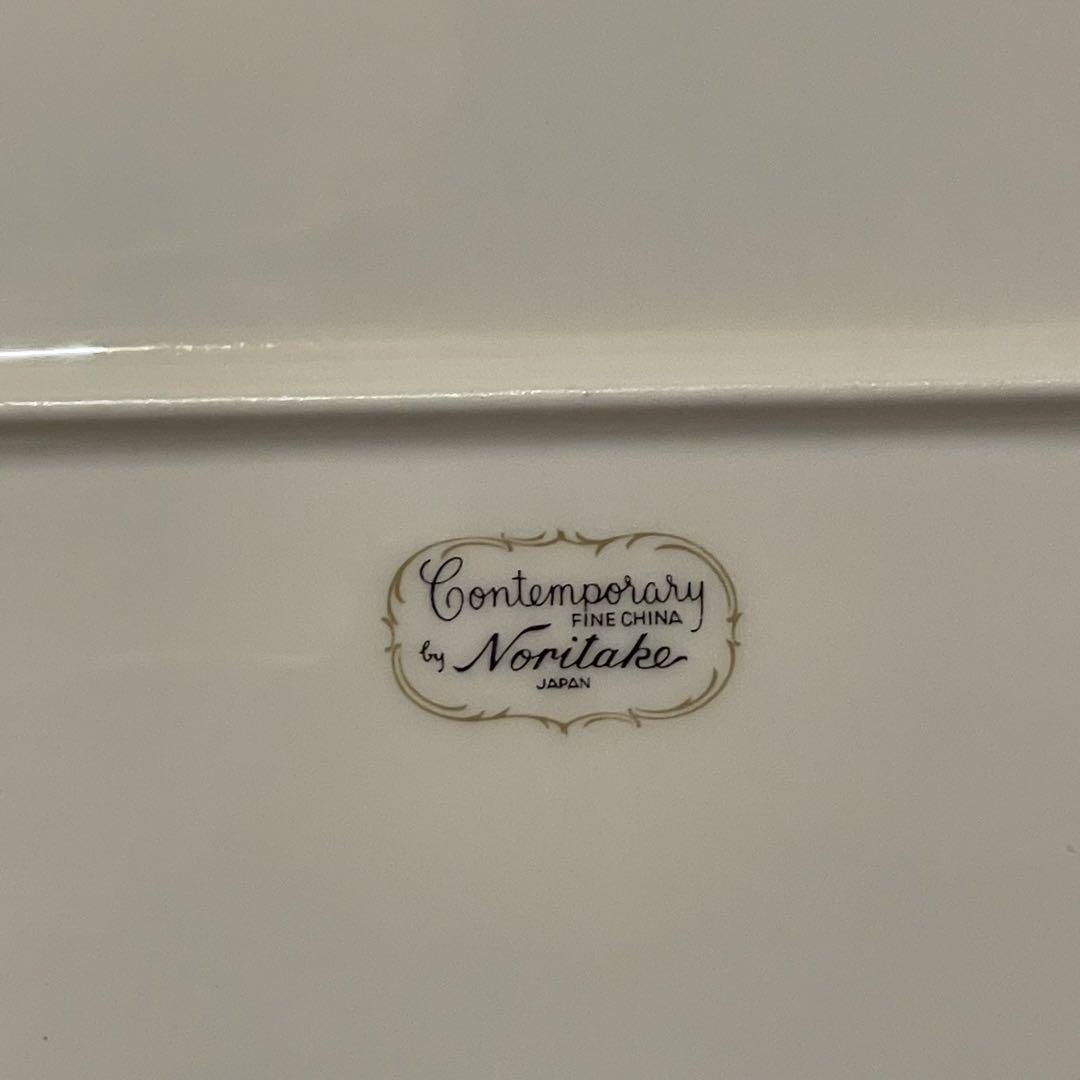 Contemporary
FINE CHINA
by Noritake
JAPAN